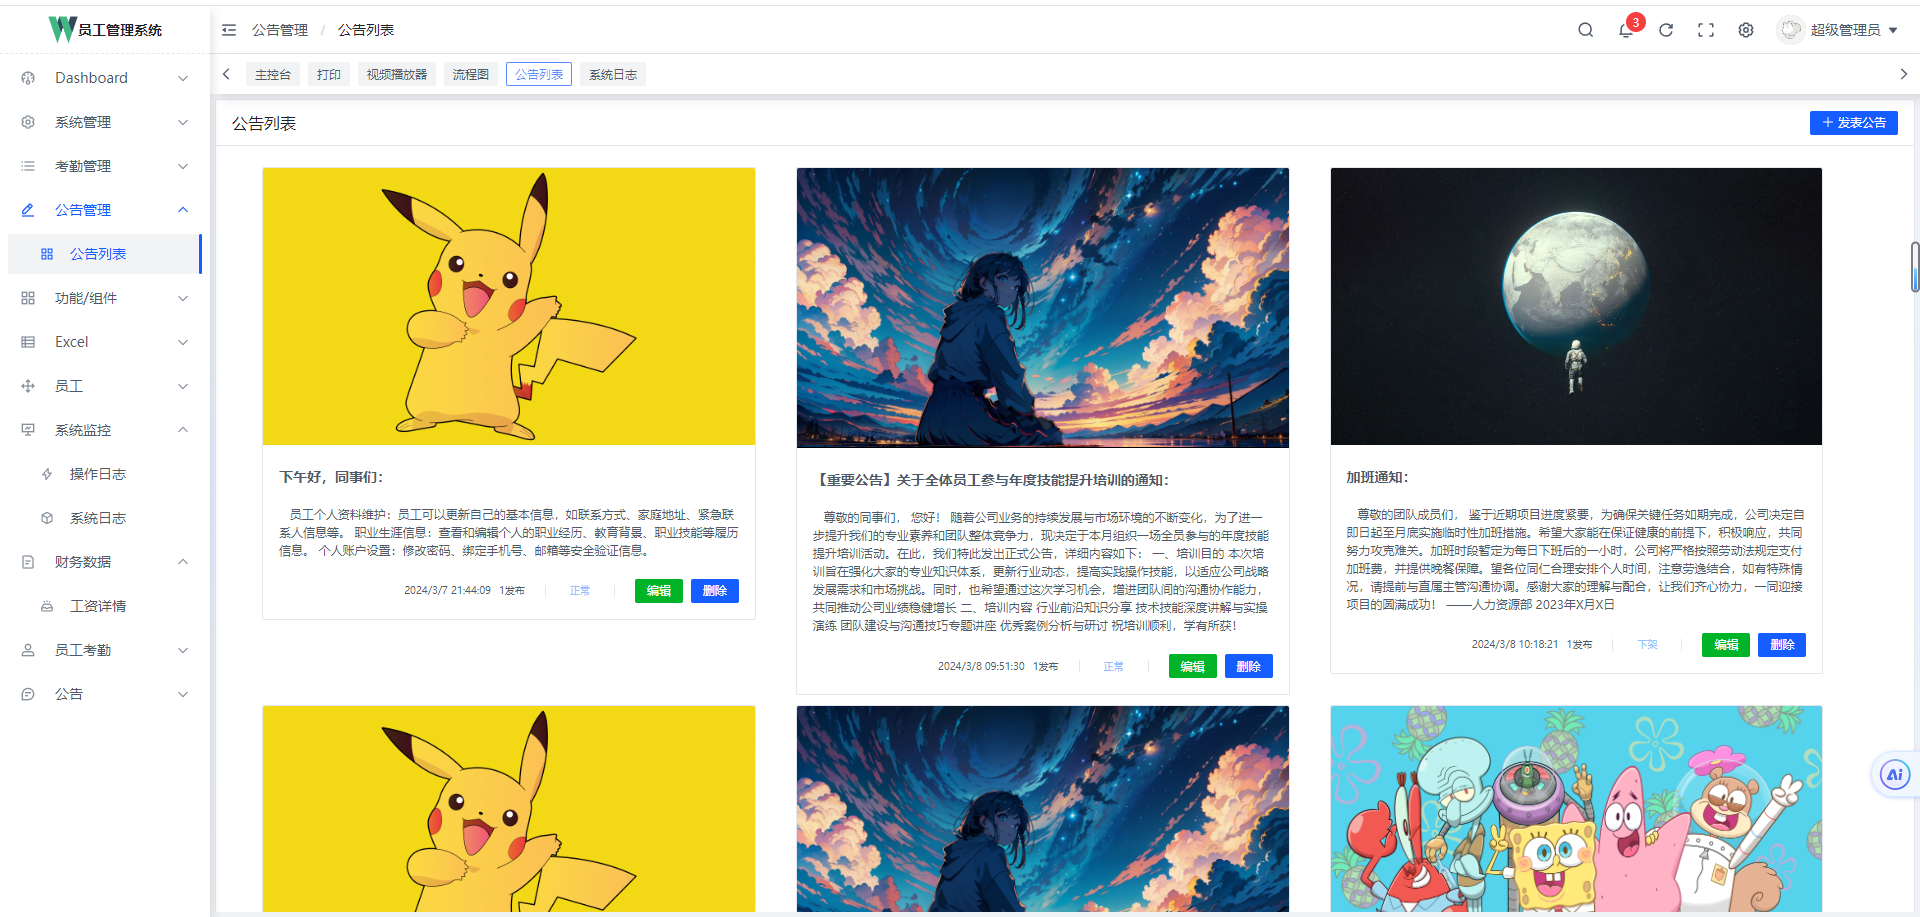 员工管理系统
公告管理 / 公告列表
3
超级管理员
主控台
打印
视频播放器
流程图
公告列表
系统日志
Dashboard
系统管理
考勤管理
公告管理
公告列表
功能/组件
Excel
员工
系统监控
操作日志
系统日志
财务数据
工资详情
员工考勤
公告
公告列表
发表公告
下午好，同事们：
员工个人资料维护：员工可以更新自己的基本信息，如联系方式、家庭地址、紧急联
系人信息等。 职业生涯信息：查看和编辑个人的职业经历、教育背景、职业技能等履历
信息。 个人账户设置：修改密码、绑定手机号、邮箱等安全验证信息。
2024/3/7 21:44:09 1发布
正常
编辑
删除
【重要公告】关于全体员工参与年度技能提升培训的通知：
尊敬的同事们， 您好！ 随着公司业务的持续发展与市场环境的不断变化，为了进一
步提升我们的专业素养和团队整体竞争力，现决定于本月组织一场全员参与的年度技能
提升培训活动。在此，我们特此发出正式公告，详细内容如下： 一、培训目的 本次培
训旨在强化大家的专业知识体系，更新行业动态，提高实践操作技能，以适应公司战略
发展需求和市场挑战。同时，也希望通过这次学习机会，增进团队间的沟通协作能力，
共同推动公司业绩稳健增长 二、培训内容 行业前沿知识分享 技术技能深度讲解与实操
演练 团队建设与沟通技巧专题讲座 优秀案例分析与研讨 祝培训顺利，学有所获！
2024/3/8 09:51:30 1发布
正常
编辑
删除
加班通知：
尊敬的团队成员们， 鉴于近期项目进度紧要，为确保关键任务如期完成，公司决定自
即日起至月底实施临时性加班措施。希望大家能在保证健康的前提下，积极响应，共同
努力攻克难关。加班时段暂定为每日下班后的一小时，公司将严格按照劳动法规定支付
加班费，并提供晚餐保障。望各位同仁合理安排个人时间，注意劳逸结合，如有特殊情
况，请提前与直属主管沟通协调。感谢大家的理解与配合，让我们齐心协力，一同迎接
项目的圆满成功！ ——人力资源部 2023年X月X日
2024/3/8 10:18:21 1发布
下架
编辑
删除
Ai